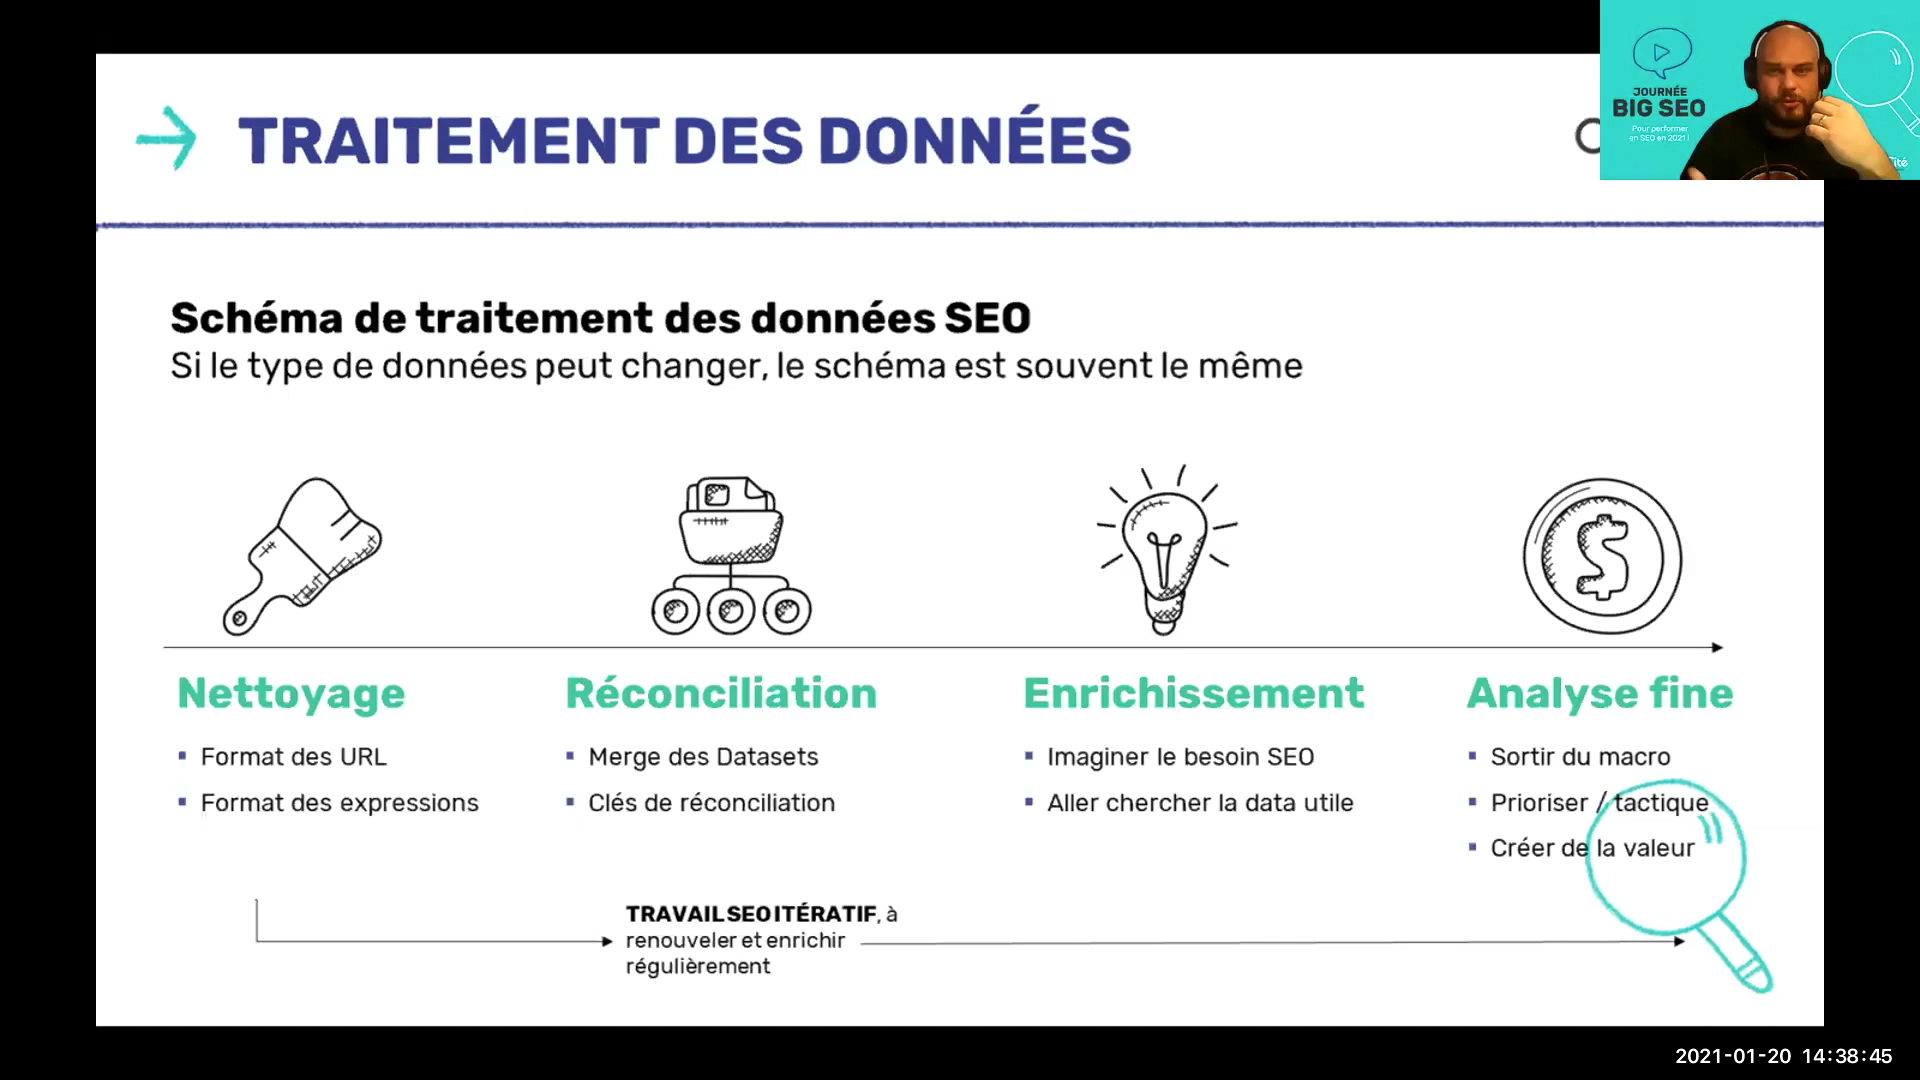 TRAITEMENT DES DONNÉES
JOURNÉE
BIG SEO
Pour performer
en SEO en 2021 !
Schéma de traitement des données SEO
Si le type de données peut changer, le schéma est souvent le même
Nettoyage
▪ Format des URL
▪ Format des expressions
Réconciliation
▪ Merge des Datasets
▪ Clés de réconciliation
Enrichissement
▪ Imaginer le besoin SEO
▪ Aller chercher la data utile
Analyse fine
▪ Sortir du macro
▪ Prioriser / tactique
▪ Créer de la valeur
TRAVAIL SEO ITÉRATIF, à
renouveler et enrichir
régulièrement
2021-01-20 14:38:45